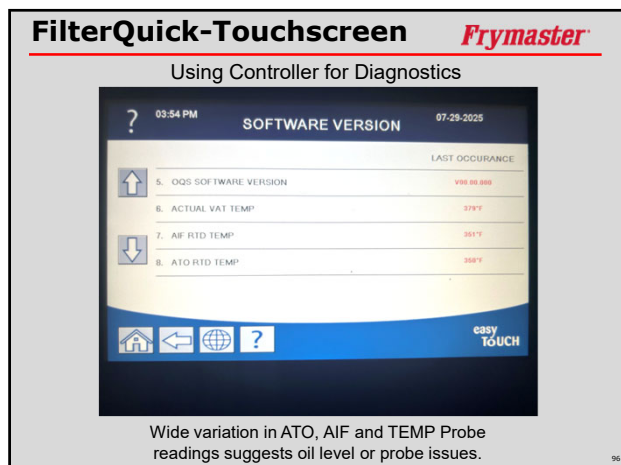 FilterQuick-Touchscreen
Frymaster
Using Controller for Diagnostics
? 03:54 PM SOFTWARE VERSION 07-29-2025
LAST OCCURANCE
5. OQS SOFTWARE VERSION V00.00.000
6. ACTUAL VAT TEMP 379°F
7. AIF RTD TEMP 351°F
8. ATO RTD TEMP 358°F
?
easy
TOUCH
Wide variation in ATO, AIF and TEMP Probe
readings suggests oil level or probe issues.
96